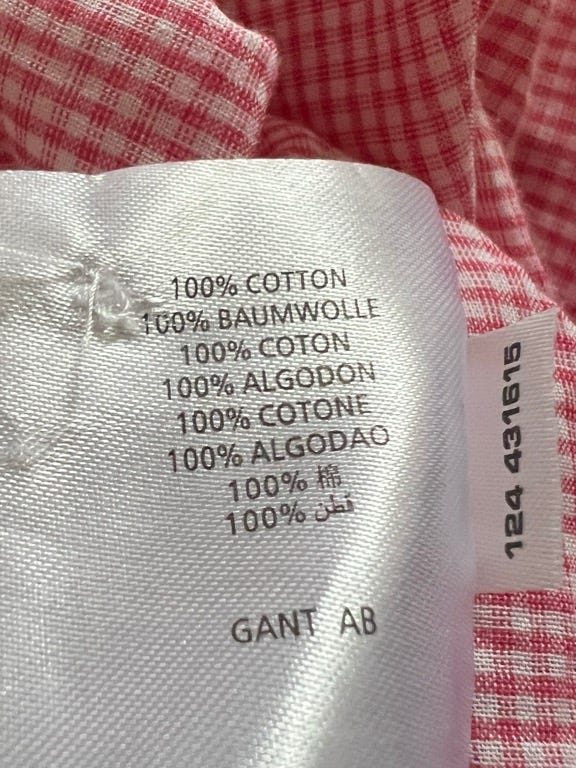 100% COTTON
100% BAUMWOLLE
100% COTON
100% ALGODON
100% COTONE
100% ALGODAO
100% 棉
100% قطن
GANT AB
124 431615